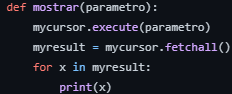 def mostrar(parametro):
    mycursor.execute(parametro)
    myresult = mycursor.fetchall()
    for x in myresult:
        print(x)